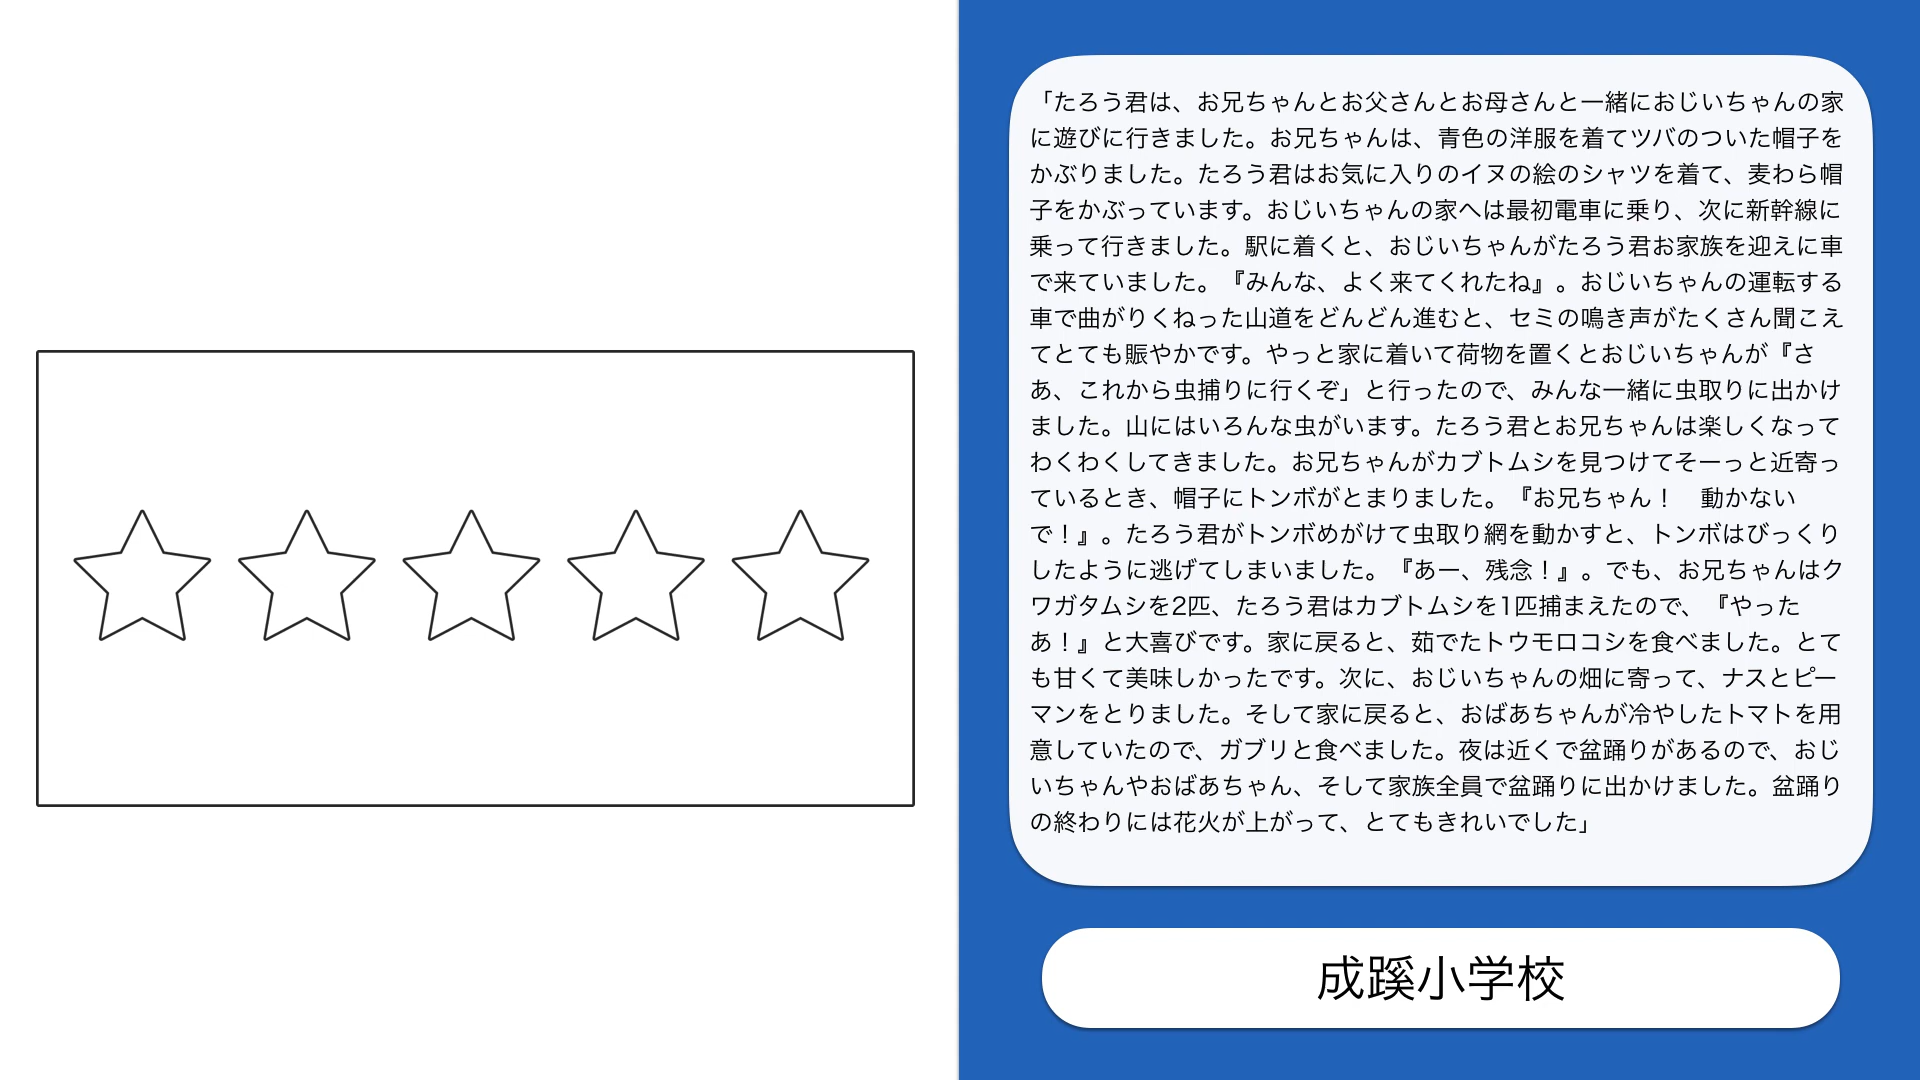 「たろう君は、お兄ちゃんとお父さんとお母さんと一緒におじいちゃんの家
に遊びに行きました。お兄ちゃんは、青色の洋服を着てツバのついた帽子を
かぶりました。たろう君はお気に入りのイヌの絵のシャツを着て、麦わら帽
子をかぶっています。おじいちゃんの家へは最初電車に乗り、次に新幹線に
乗って行きました。駅に着くと、おじいちゃんがたろう君お家族を迎えに車
で来ていました。『みんな、よく来てくれたね』。おじいちゃんの運転する
車で曲がりくねった山道をどんどん進むと、セミの鳴き声がたくさん聞こえ
てとても賑やかです。やっと家に着いて荷物を置くとおじいちゃんが『さ
あ、これから虫捕りに行くぞ」と行ったので、みんな一緒に虫取りに出かけ
ました。山にはいろんな虫がいます。たろう君とお兄ちゃんは楽しくなって
わくわくしてきました。お兄ちゃんがカブトムシを見つけてそーっと近寄っ
ているとき、帽子にトンボがとまりました。『お兄ちゃん！　動かない
で！』。たろう君がトンボめがけて虫取り網を動かすと、トンボはびっくり
したように逃げてしまいました。『あー、残念！』。でも、お兄ちゃんはク
ワガタムシを2匹、たろう君はカブトムシを1匹捕まえたので、『やった
あ！』と大喜びです。家に戻ると、茹でたトウモロコシを食べました。とて
も甘くて美味しかったです。次に、おじいちゃんの畑に寄って、ナスとピー
マンをとりました。そして家に戻ると、おばあちゃんが冷やしたトマトを用
意していたので、ガブリと食べました。夜は近くで盆踊りがあるので、おじ
いちゃんやおばあちゃん、そして家族全員で盆踊りに出かけました。盆踊り
の終わりには花火が上がって、とてもきれいでした」
成蹊小学校